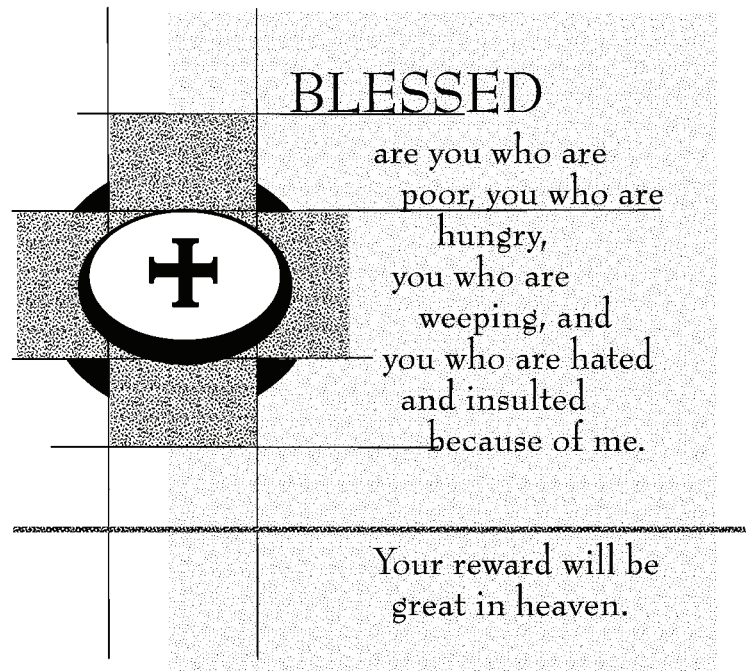 BLESSED
are you who are
poor, you who are
hungry,
you who are
weeping, and
you who are hated
and insulted
because of me.
Your reward will be
great in heaven.